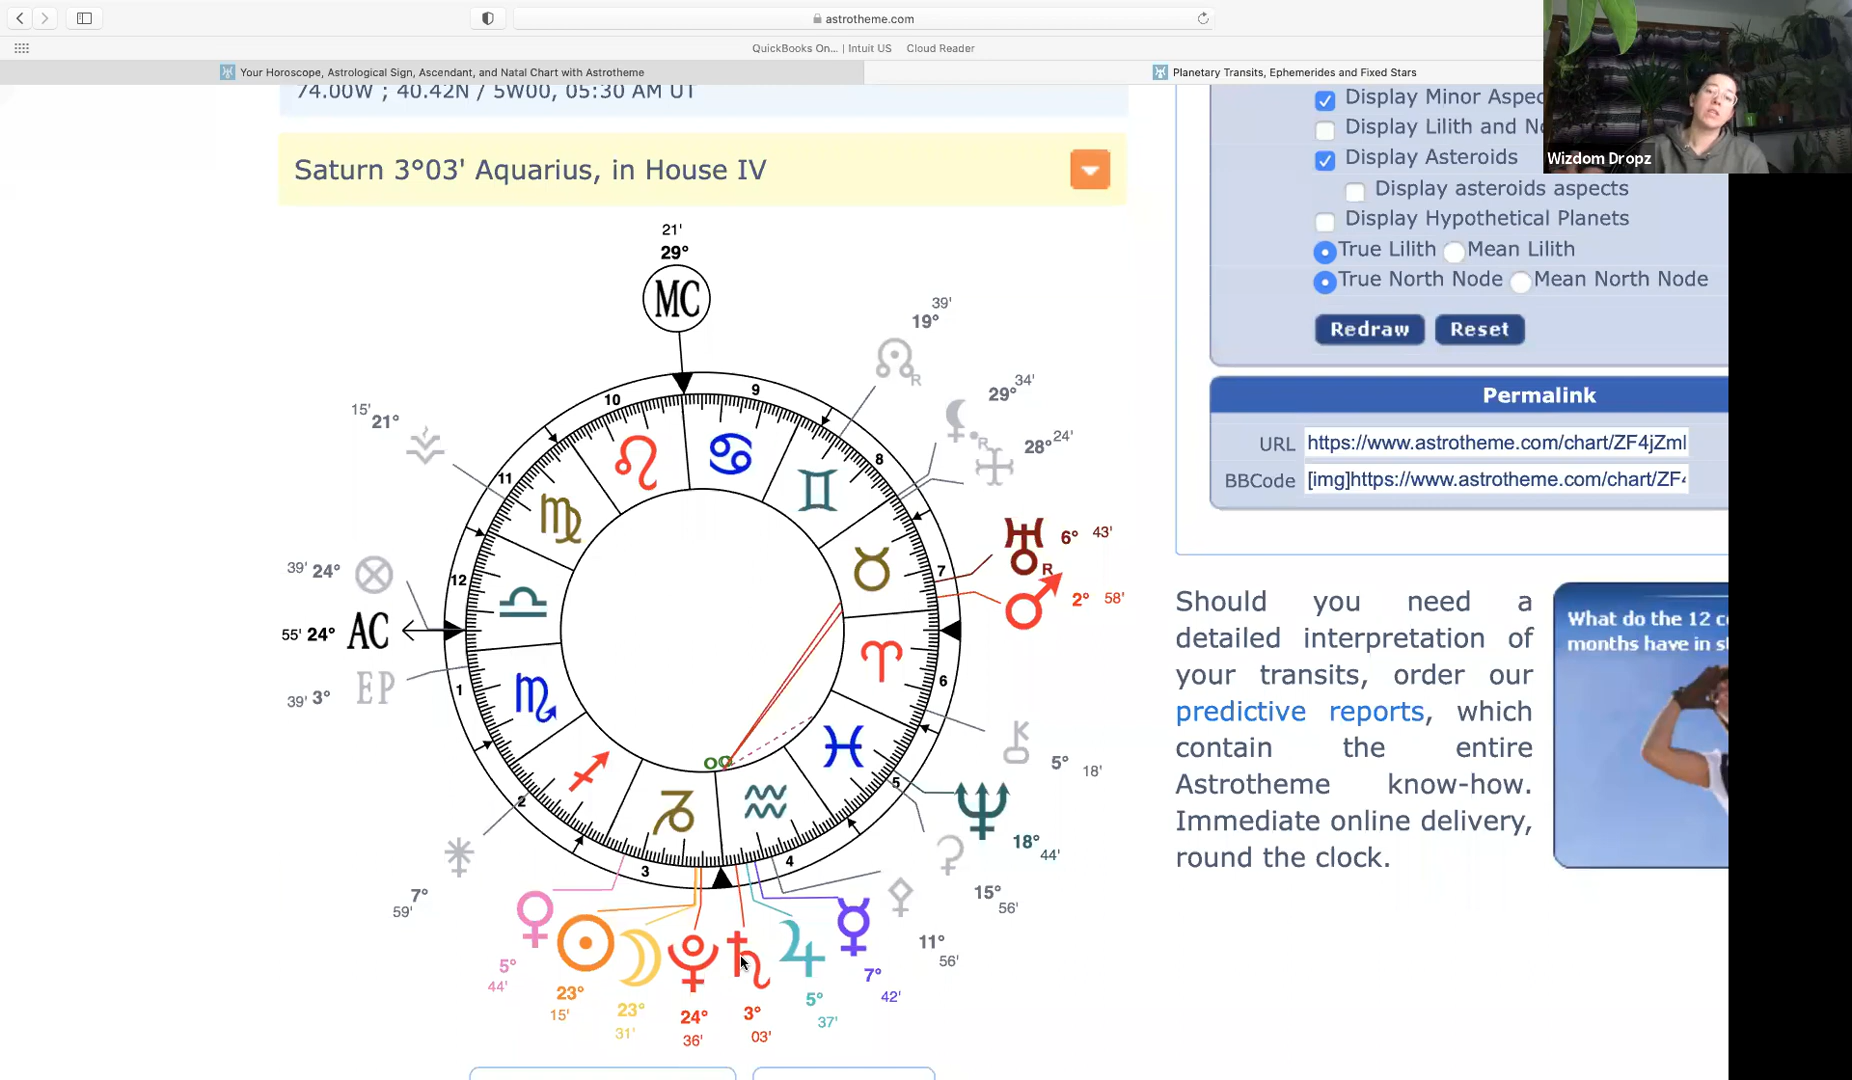 astrotheme.com
QuickBooks On... | Intuit US Cloud Reader
Your Horoscope, Astrological Sign, Ascendant, and Natal Chart with Astrotheme
Planetary Transits, Ephemerides and Fixed Stars
74.00W ; 40.42N / 5W00, 05:30 AM UT
Saturn 3°03' Aquarius, in House IV
Display Minor
Display Lilith and
Display Asteroids
Display asteroids aspects
Display Hypothetical Planets
True Lilith Mean Lilith
True North Node Mean North Node
Redraw Reset
Permalink
URL https://www.astrotheme.com/chart/ZF4jZml
BBCode [img]https://www.astrotheme.com/chart/ZF
Wizdom Dropz
21'
29°
MC
39'
19°
R
34'
29°
R
28° 24'
15' 21°
10
9
8
11
6° 43'
R
7
2° 58'
39' 24°
12
55' 24° AC
39' 3° EP
1
6
5° 18'
5
18° 44'
2
7°
59'
3
4
15°
56'
11°
56'
5°
44'
23°
15'
23°
31'
24°
36'
3°
03'
5°
37'
7°
42'
Should you need a
detailed interpretation of
your transits, order our
predictive reports, which
contain the entire
Astrotheme know-how.
Immediate online delivery,
round the clock.
What do the 12
months have in